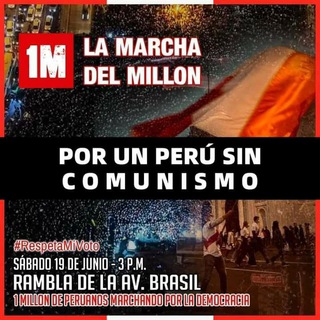 1M
LA MARCHA
DEL MILLON
POR UN PERÚ SIN
COMUNISMO
#RespetaMiVoto
SÁBADO 19 DE JUNIO - 3 P.M.
RAMBLA DE LA AV. BRASIL
1 MILLON DE PERUANOS MARCHANDO POR LA DEMOCRACIA